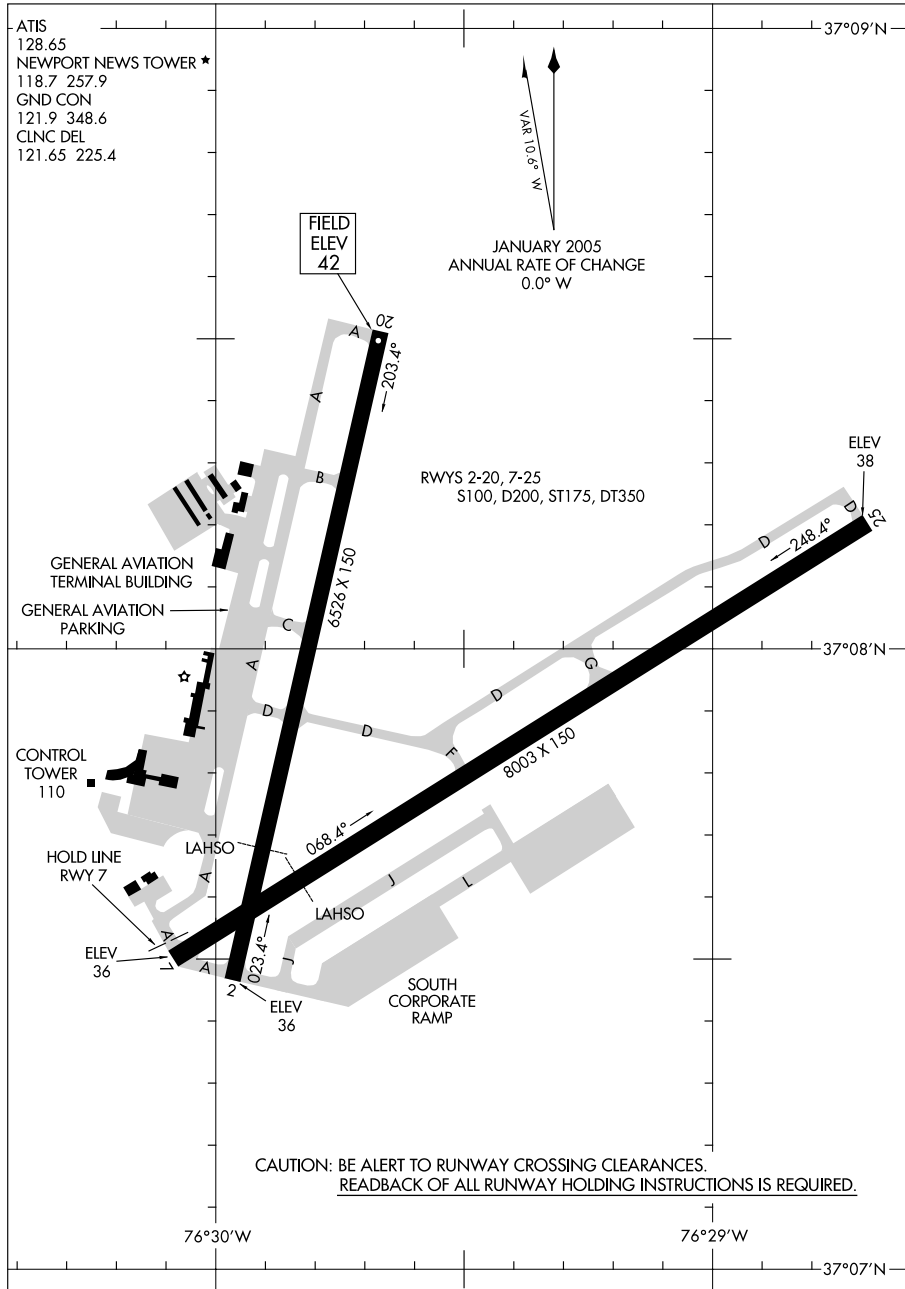 ATIS
128.65
NEWPORT NEWS TOWER
118.7 257.9
GND CON
121.9 348.6
CLNC DEL
121.65 225.4
37°09'N
VAR 10.6° W
JANUARY 2005
ANNUAL RATE OF CHANGE
0.0° W
FIELD
ELEV
42
20
A
203.4°
A
ELEV
38
B
RWYS 2-20, 7-25
S100, D200, ST175, DT350
D
25
248.4°
D
GENERAL AVIATION
TERMINAL BUILDING
6526 X 150
GENERAL AVIATION
PARKING
C
37°08'N
A
G
D
D
D
F
8003 X 150
CONTROL
TOWER
110
068.4°
LAHSO
HOLD LINE
RWY 7
A
J
L
LAHSO
A
023.4°
ELEV
36
7
A
J
2
ELEV
36
SOUTH
CORPORATE
RAMP
CAUTION: BE ALERT TO RUNWAY CROSSING CLEARANCES.
READBACK OF ALL RUNWAY HOLDING INSTRUCTIONS IS REQUIRED.
76°30'W
76°29'W
37°07'N